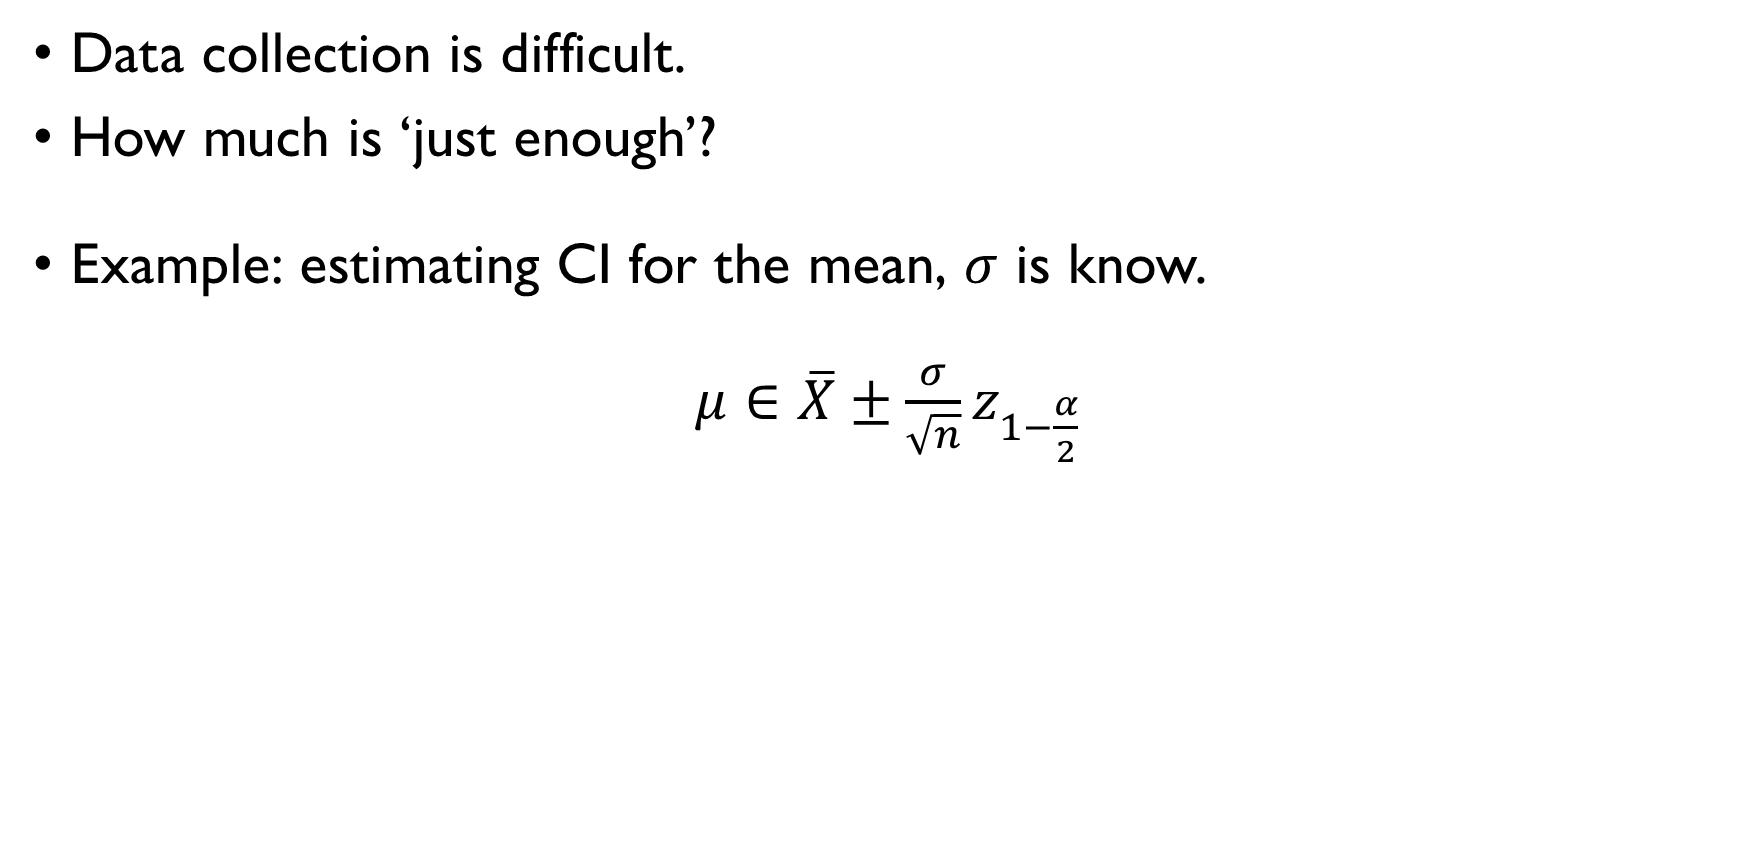 • Data collection is difficult.
• How much is ‘just enough’?
• Example: estimating CI for the mean, σ is know.
μ ∈ X̄ ± σ/√n z_{1−α/2}